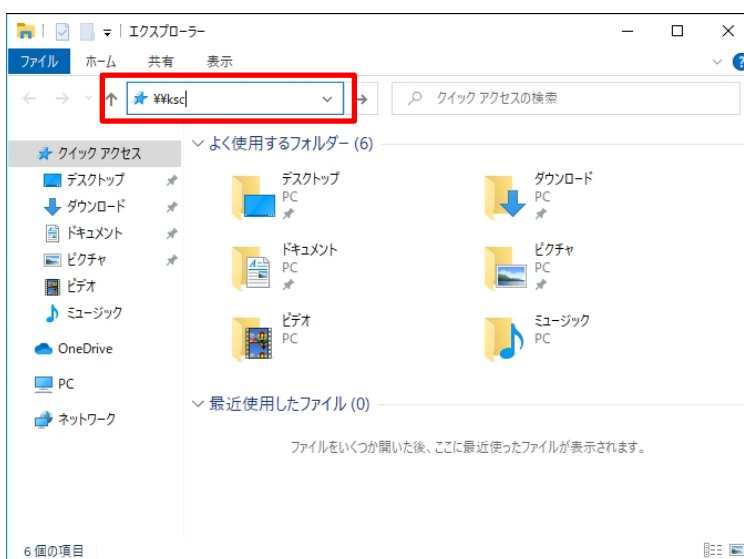 エクスプローラー
ファイル ホーム 共有 表示
¥¥ksc クイック アクセスの検索
クイック アクセス
デスクトップ
ダウンロード
ドキュメント
ピクチャ
ビデオ
ミュージック
OneDrive
PC
ネットワーク
よく使用するフォルダー (6)
デスクトップ
PC
ダウンロード
PC
ドキュメント
PC
ピクチャ
PC
ビデオ
PC
ミュージック
PC
最近使用したファイル (0)
ファイルをいくつか開いた後、ここに最近使ったファイルが表示されます。
6 個の項目